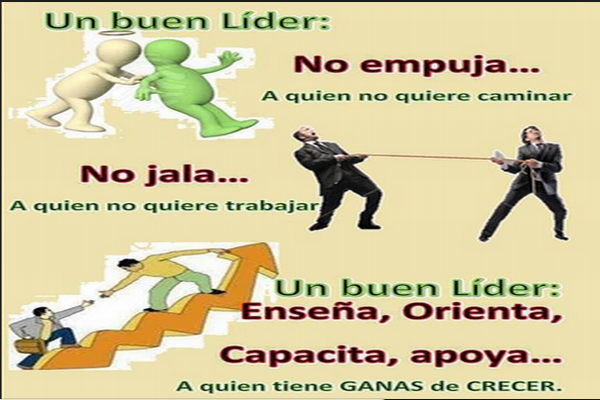 Un buen Líder:
No empuja...
A quien no quiere caminar
No jala...
A quien no quiere trabajar
Un buen Líder:
Enseña, Orienta,
Capacita, apoya...
A quien tiene GANAS de CRECER.